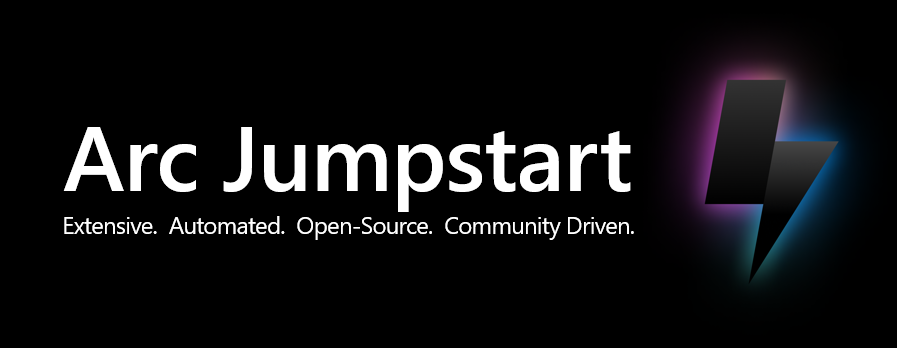 Arc Jumpstart
Extensive. Automated. Open-Source. Community Driven.